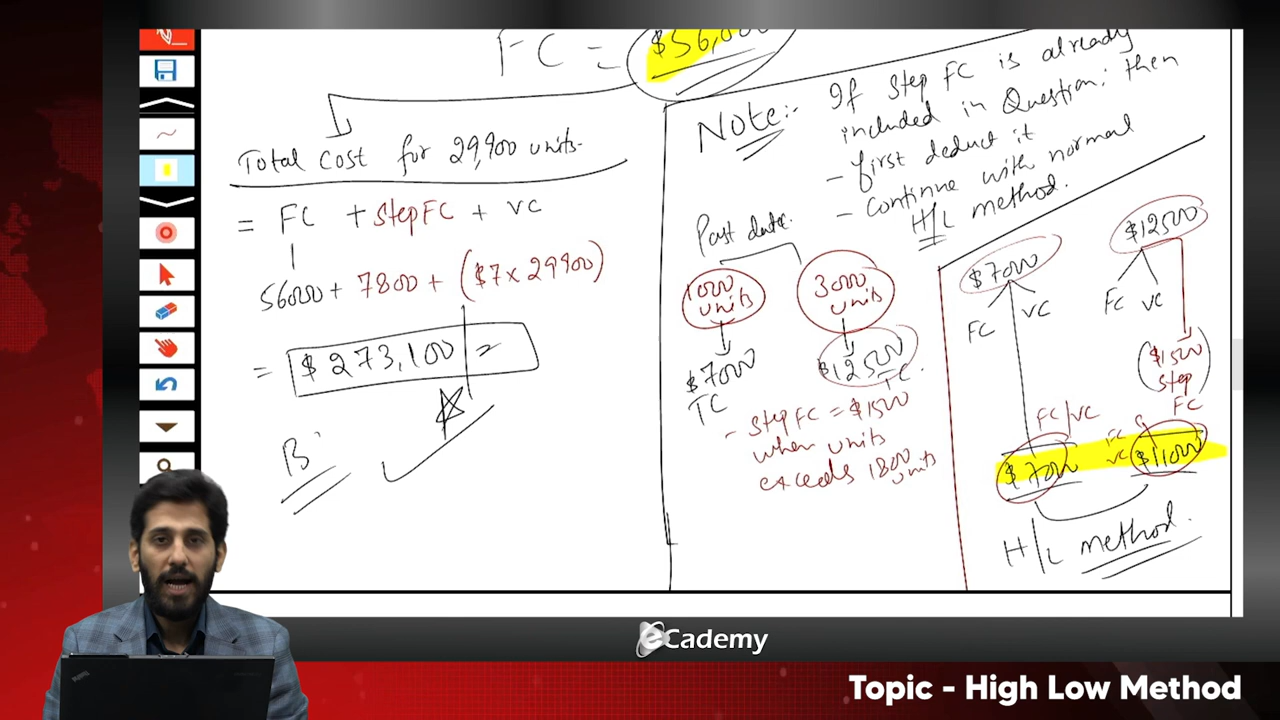 FC = $56,000
Total cost for 29,900 units.
= FC + StepFC + VC
56000 + 7800 + ($7 x 29900)
= $273,100 =
B
Note:- If Step FC is already
included in Question: then
- first deduct it
- Continue with normal
H/L method.
Past data.
1000 units
3000 units
$7000
TC
$12500
TC.
- Step FC = $1500
when units
exceeds 1800
units
$7000
FC VC
$12500
FC VC
($1500
Step
FC)
FC/VC
FC
VC
$7000
$11000
H/L method.
eCademy
Topic - High Low Method